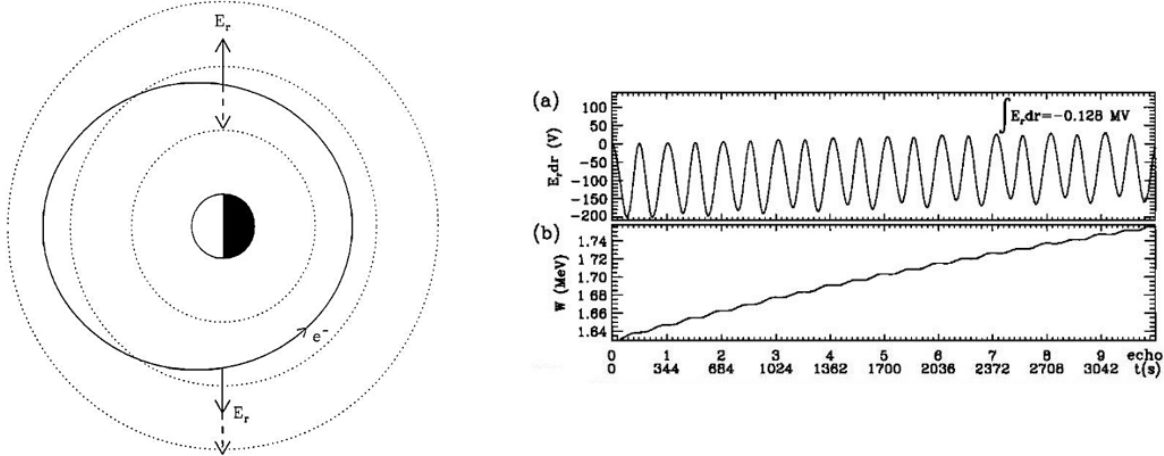 E_r
E_r
e⁻
(a)
∫E_r dr=−0.128 MV
E_r dr (V)
100
50
0
−50
−100
−150
−200
(b)
W (MeV)
1.74
1.72
1.70
1.68
1.66
1.64
0 1 2 3 4 5 6 7 8 9 echo
0 344 684 1024 1362 1700 2036 2372 2708 3042 t(s)